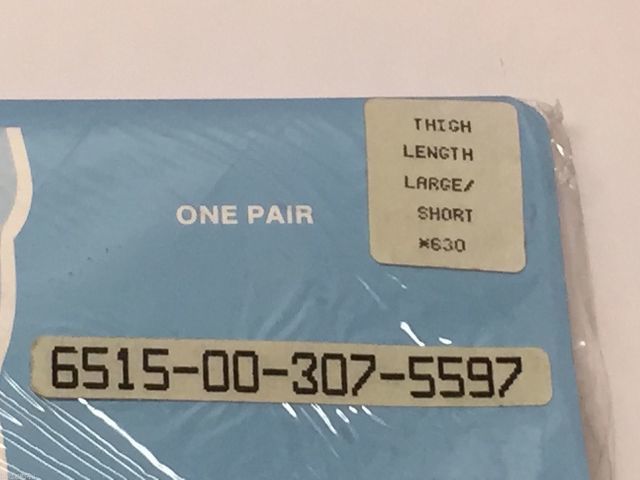 THIGH
LENGTH
LARGE/
SHORT
*630
ONE PAIR
6515-00-307-5597